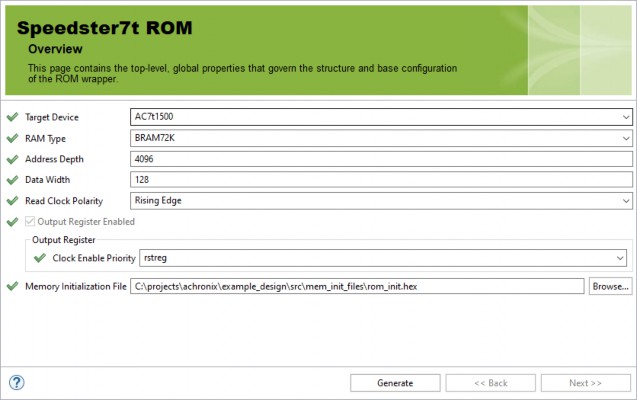 Speedster7t ROM
Overview
This page contains the top-level, global properties that govern the structure and base configuration
of the ROM wrapper.
Target Device AC7t1500
RAM Type BRAM72K
Address Depth 4096
Data Width 128
Read Clock Polarity Rising Edge
Output Register Enabled
Output Register
Clock Enable Priority rstreg
Memory Initialization File C:\projects\achronix\example_design\src\mem_init_files\rom_init.hex Browse...
? Generate << Back Next >>